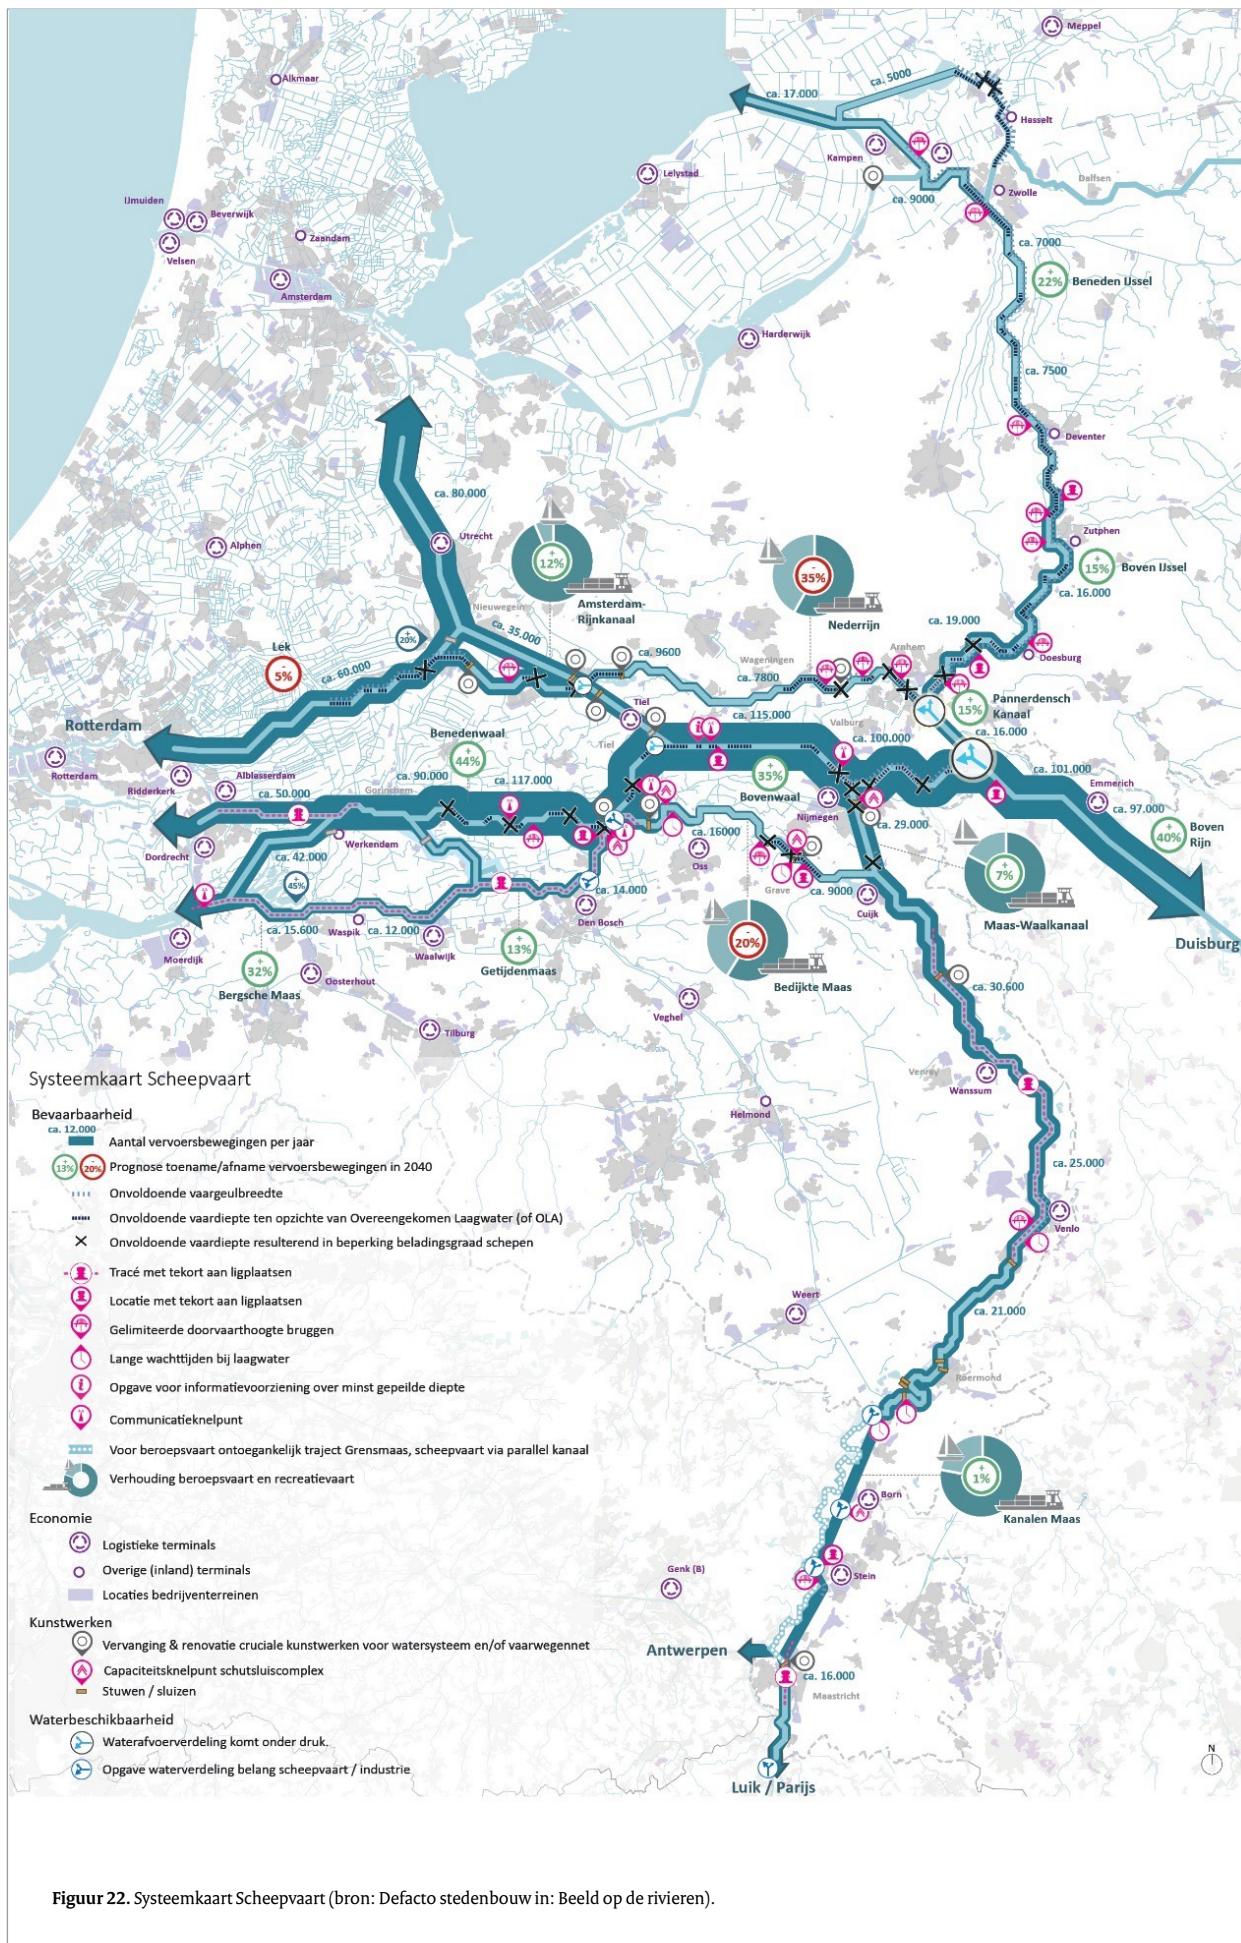 Meppel
Alkmaar
ca. 5000
ca. 17.000
Hasselt
Kampen
Lelystad
Dalfsen
Zwolle
ca. 9000
IJmuiden
Beverwijk
Zaandam
Velsen
ca. 7000
+
22%
Beneden IJssel
Amsterdam
Harderwijk
ca. 7500
Deventer
ca. 80.000
Utrecht
Alphen
Zutphen
+
12%
-
35%
+
15%
Boven IJssel
Amsterdam-
Rijnkanaal
Nederrijn
ca. 16.000
Nieuwegein
ca. 35.000
ca. 19.000
+
20%
Lek
-
5%
ca. 60.000
ca. 9600
Wageningen
Arnhem
Doesburg
ca. 7800
Tiel
+
15%
Pannerdensch
Kanaal
Rotterdam
ca. 115.000
Valburg
ca. 16.000
Benedenwaal
Tiel
ca. 100.000
+
44%
Rotterdam
Ridderkerk
Alblasserdam
ca. 90.000
ca. 117.000
+
35%
Bovenwaal
ca. 101.000
Emmerich
ca. 50.000
Gorinchem
Nijmegen
ca. 97.000
ca. 29.000
+
40%
Boven
Rijn
Dordrecht
Werkendam
ca. 16000
ca. 42.000
Oss
+
45%
ca. 14.000
Grave
ca. 9000
+
7%
Cuijk
Den Bosch
Maas-Waalkanaal
ca. 15.600
Waspik
ca. 12.000
Waalwijk
+
13%
Getijdenmaas
-
20%
Duisburg
Moerdijk
+
32%
Bergsche Maas
Oosterhout
Bedijkte Maas
ca. 30.600
Veghel
Tilburg
Venray
Wanssum
Helmond
ca. 25.000
Venlo
Weert
ca. 21.000
Roermond
+
1%
Born
Kanalen Maas
Genk (B)
Stein
Antwerpen
ca. 16.000
Maastricht
Luik / Parijs
N
Systeemkaart Scheepvaart
Bevaarbaarheid
ca. 12.000
Aantal vervoersbewegingen per jaar
+
13%
-
20%
Prognose toename/afname vervoersbewegingen in 2040
Onvoldoende vaargeulbreedte
Onvoldoende vaardiepte ten opzichte van Overeengekomen Laagwater (of OLA)
Onvoldoende vaardiepte resulterend in beperking beladingsgraad schepen
Tracé met tekort aan ligplaatsen
Locatie met tekort aan ligplaatsen
Gelimiteerde doorvaarthoogte bruggen
Lange wachttijden bij laagwater
Opgave voor informatievoorziening over minst gepeilde diepte
Communicatieknelpunt
Voor beroepsvaart ontoegankelijk traject Grensmaas, scheepvaart via parallel kanaal
Verhouding beroepsvaart en recreatievaart
Economie
Logistieke terminals
Overige (inland) terminals
Locaties bedrijventerreinen
Kunstwerken
Vervanging & renovatie cruciale kunstwerken voor watersysteem en/of vaarwegennet
Capaciteitsknelpunt schutsluiscomplex
Stuwen / sluizen
Waterbeschikbaarheid
Waterafvoerverdeling komt onder druk.
Opgave waterverdeling belang scheepvaart / industrie
Figuur 22. Systeemkaart Scheepvaart (bron: Defacto stedenbouw in: Beeld op de rivieren).